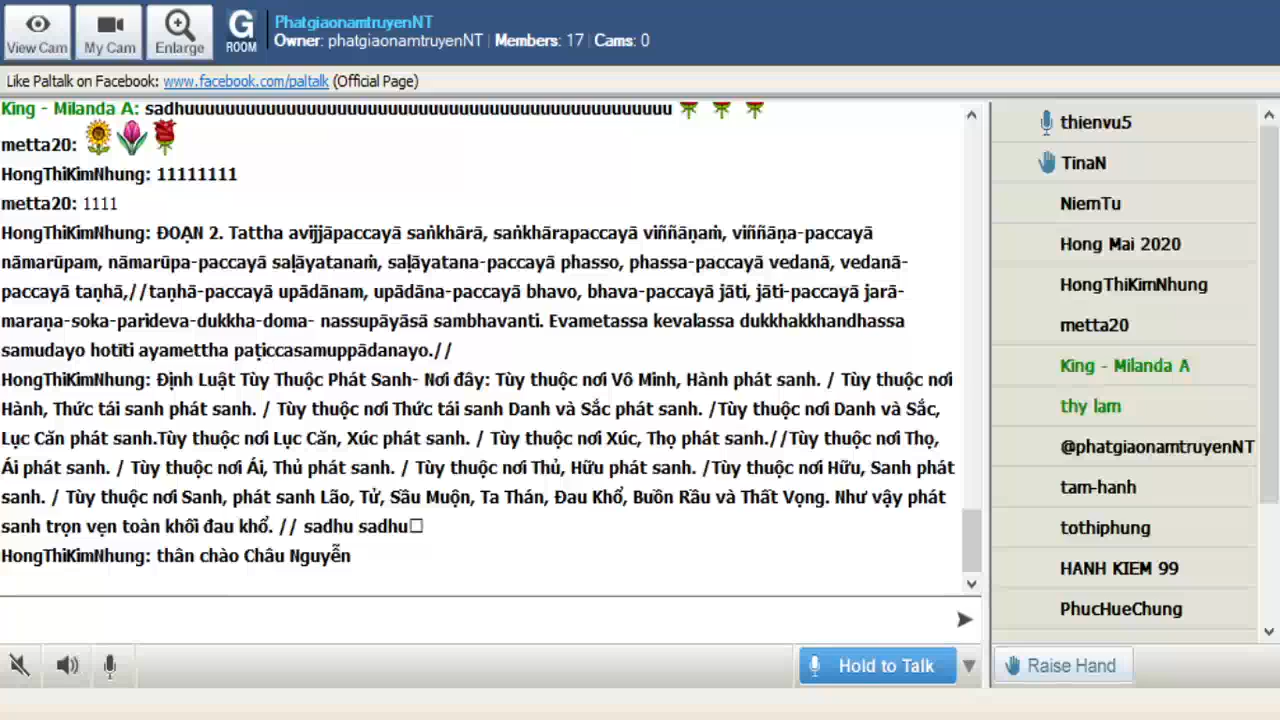 View Cam
My Cam
Enlarge
G
ROOM
PhatgiaonamtruyenNT
Owner: phatgiaonamtruyenNT | Members: 17 | Cams: 0
Like Paltalk on Facebook: www.facebook.com/paltalk (Official Page)
King - Milanda A: sadhuuuuuuuuuuuuuuuuuuuuuuuuuuuuuuuuuuuuuuuuuuuuuuuuuu
metta20:
HongThiKimNhung: 11111111
metta20: 1111
HongThiKimNhung: ĐOẠN 2. Tattha avijjāpaccayā saṅkhārā, saṅkhārapaccayā viññāṇaṁ, viññāṇa-paccayā
nāmarūpam, nāmarūpa-paccayā saḷāyatanaṁ, saḷāyatana-paccayā phasso, phassa-paccayā vedanā, vedanā-
paccayā taṇhā,//taṇhā-paccayā upādānam, upādāna-paccayā bhavo, bhava-paccayā jāti, jāti-paccayā jarā-
maraṇa-soka-parideva-dukkha-doma- nassupāyāsā sambhavanti. Evametassa kevalassa dukkhakkhandhassa
samudayo hotīti ayamettha paṭiccasamuppādanayo.//
HongThiKimNhung: Định Luật Tùy Thuộc Phát Sanh- Nơi đây: Tùy thuộc nơi Vô Minh, Hành phát sanh. / Tùy thuộc nơi
Hành, Thức tái sanh phát sanh. / Tùy thuộc nơi Thức tái sanh Danh và Sắc phát sanh. /Tùy thuộc nơi Danh và Sắc,
Lục Căn phát sanh.Tùy thuộc nơi Lục Căn, Xúc phát sanh. / Tùy thuộc nơi Xúc, Thọ phát sanh.//Tùy thuộc nơi Thọ,
Ái phát sanh. / Tùy thuộc nơi Ái, Thủ phát sanh. / Tùy thuộc nơi Thủ, Hữu phát sanh. /Tùy thuộc nơi Hữu, Sanh phát
sanh. / Tùy thuộc nơi Sanh, phát sanh Lão, Tử, Sầu Muộn, Ta Thán, Đau Khổ, Buồn Rầu và Thất Vọng. Như vậy phát
sanh trọn vẹn toàn khối đau khổ. // sadhu sadhu
HongThiKimNhung: thân chào Châu Nguyễn
thienvu5
TinaN
NiemTu
Hong Mai 2020
HongThiKimNhung
metta20
King - Milanda A
thy lam
@phatgiaonamtruyenNT
tam-hanh
tothiphung
HANH KIEM 99
PhucHueChung
Hold to Talk
Raise Hand